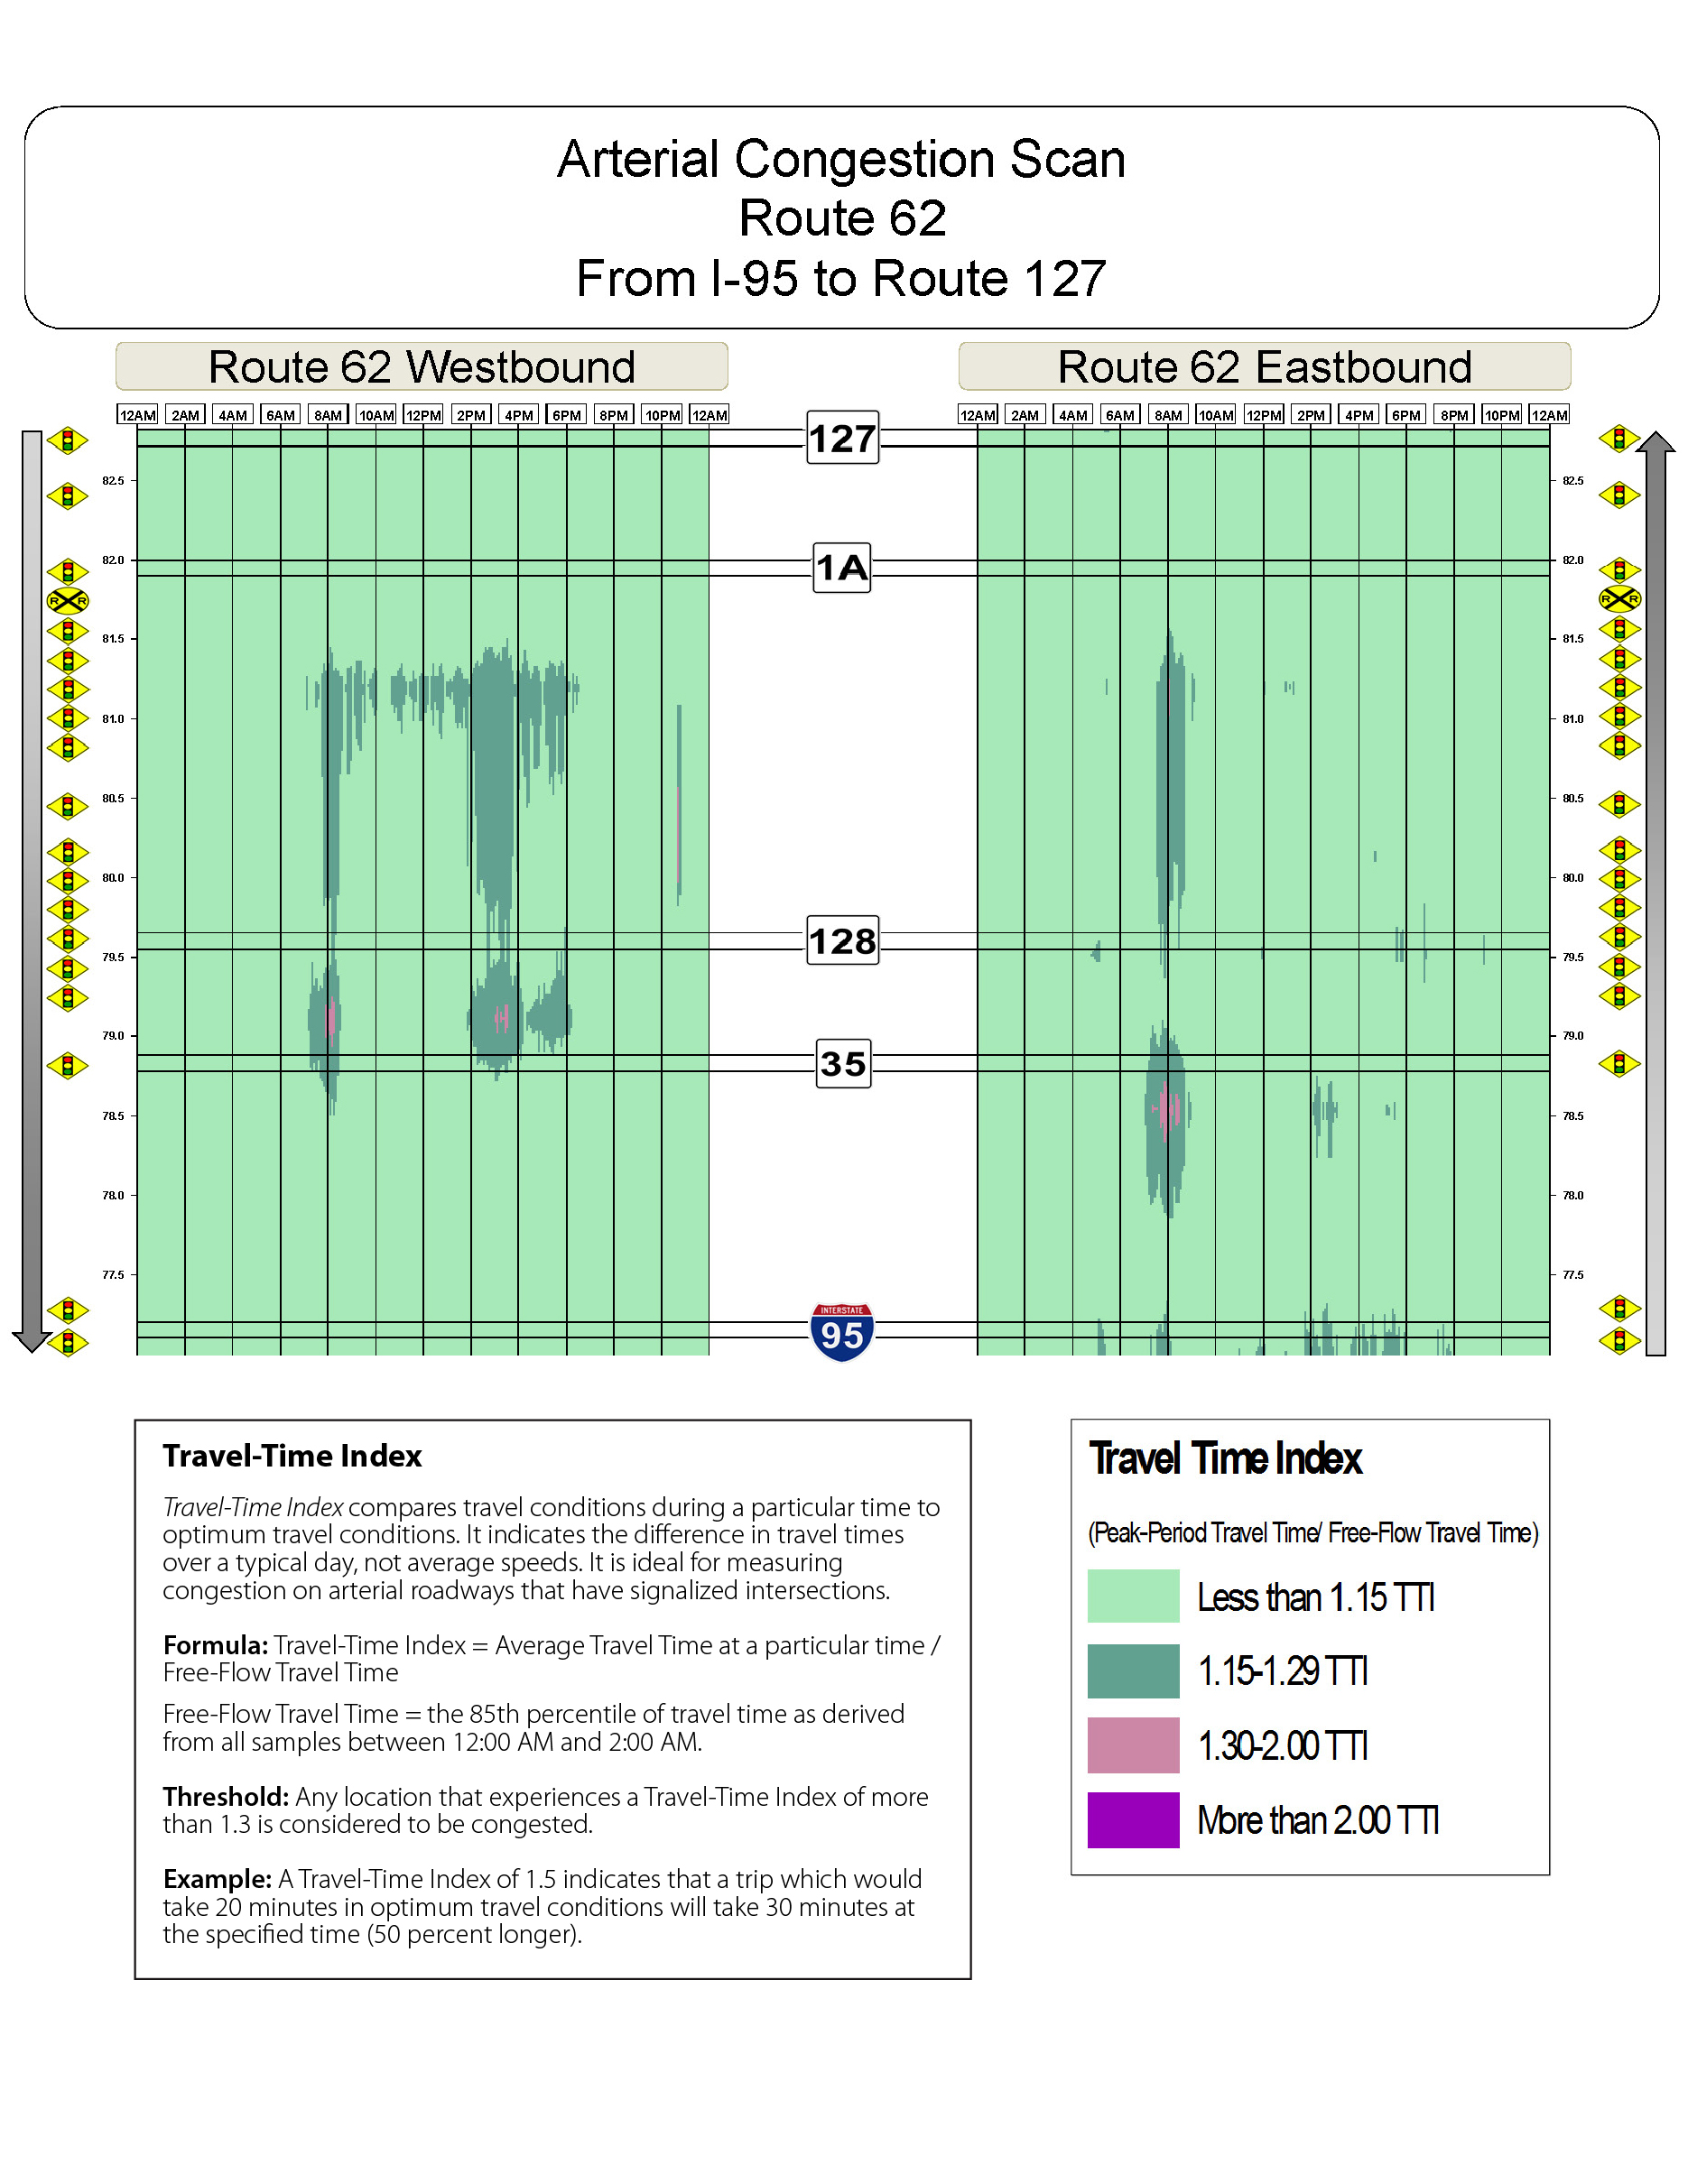 Arterial Congestion Scan
Route 62
From I-95 to Route 127
Route 62 Westbound
Route 62 Eastbound
12AM 2AM 4AM 6AM 8AM 10AM 12PM 2PM 4PM 6PM 8PM 10PM 12AM
12AM 2AM 4AM 6AM 8AM 10AM 12PM 2PM 4PM 6PM 8PM 10PM 12AM
127
82.5 82.5
82.0 1A 82.0
R R R R
81.5 81.5
81.0 81.0
80.5 80.5
80.0 80.0
128
79.5 79.5
79.0 79.0
35
78.5 78.5
78.0 78.0
77.5 77.5
INTERSTATE
95
Travel-Time Index
Travel-Time Index compares travel conditions during a particular time to
optimum travel conditions. It indicates the difference in travel times
over a typical day, not average speeds. It is ideal for measuring
congestion on arterial roadways that have signalized intersections.
Formula: Travel-Time Index = Average Travel Time at a particular time /
Free-Flow Travel Time
Free-Flow Travel Time = the 85th percentile of travel time as derived
from all samples between 12:00 AM and 2:00 AM.
Threshold: Any location that experiences a Travel-Time Index of more
than 1.3 is considered to be congested.
Example: A Travel-Time Index of 1.5 indicates that a trip which would
take 20 minutes in optimum travel conditions will take 30 minutes at
the specified time (50 percent longer).
Travel Time Index
(Peak-Period Travel Time/ Free-Flow Travel Time)
Less than 1.15 TTI
1.15-1.29 TTI
1.30-2.00 TTI
More than 2.00 TTI